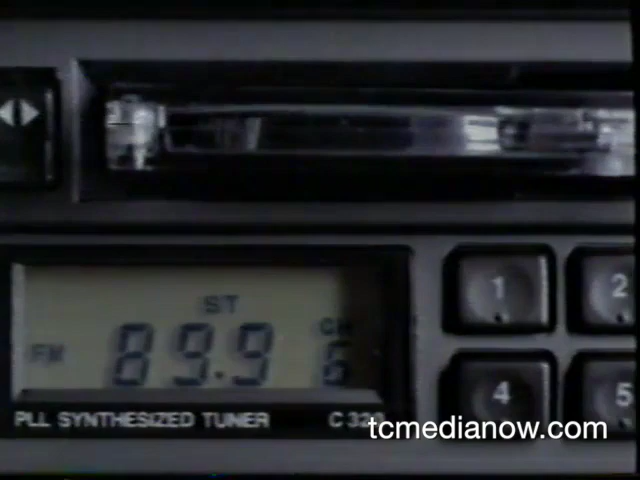 1
2
ST
CH
FM 89.9 6
4
5
PLL SYNTHESIZED TUNER
tcmedianow.com